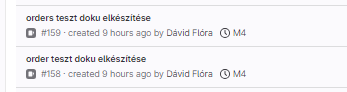 orders teszt doku elkészítése
#159 · created 9 hours ago by Dávid Flóra M4
order teszt doku elkészítése
#158 · created 9 hours ago by Dávid Flóra M4